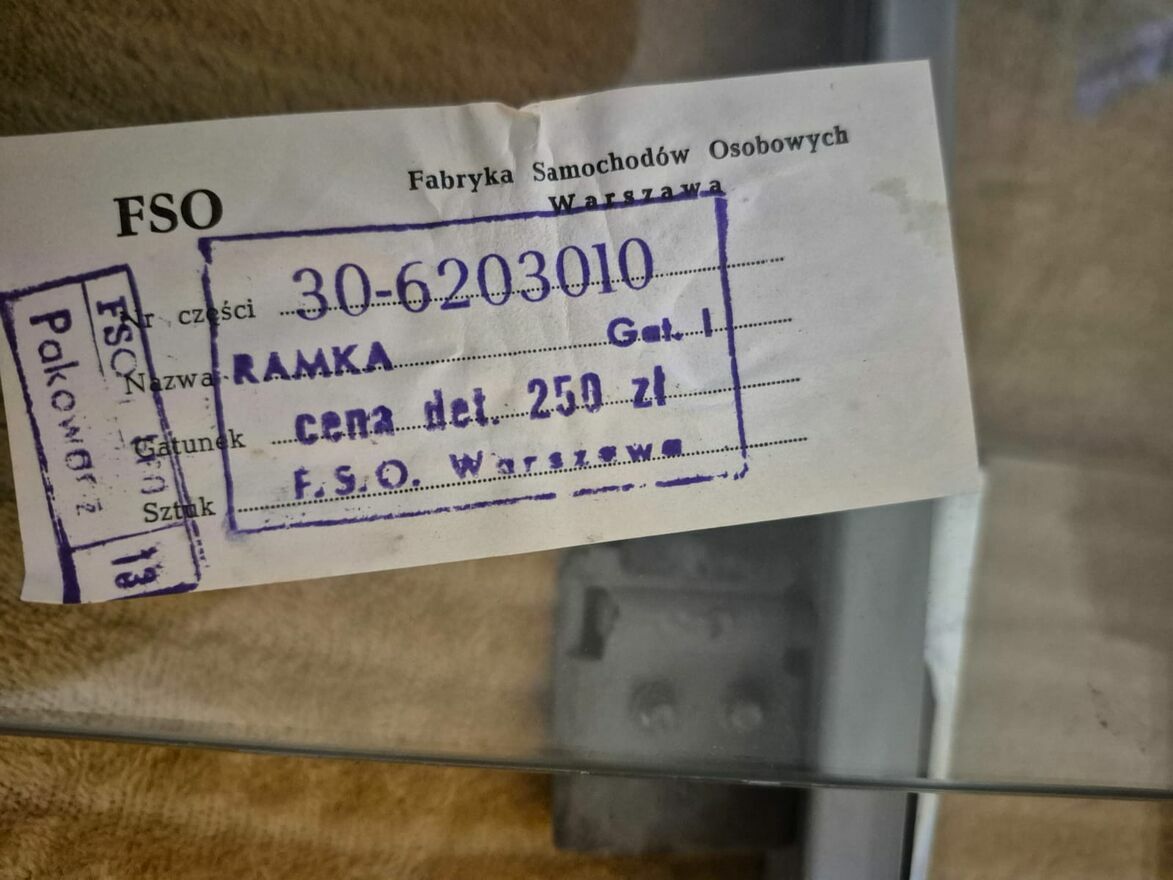 FSO
Fabryka Samochodów Osobowych
Warszawa
Nr części 30-6203010
Nazwa RAMKA Gat. I
Gatunek cena det. 250 zł
Sztuk F.S.O. Warszawa
FSO
Pakowacz
13